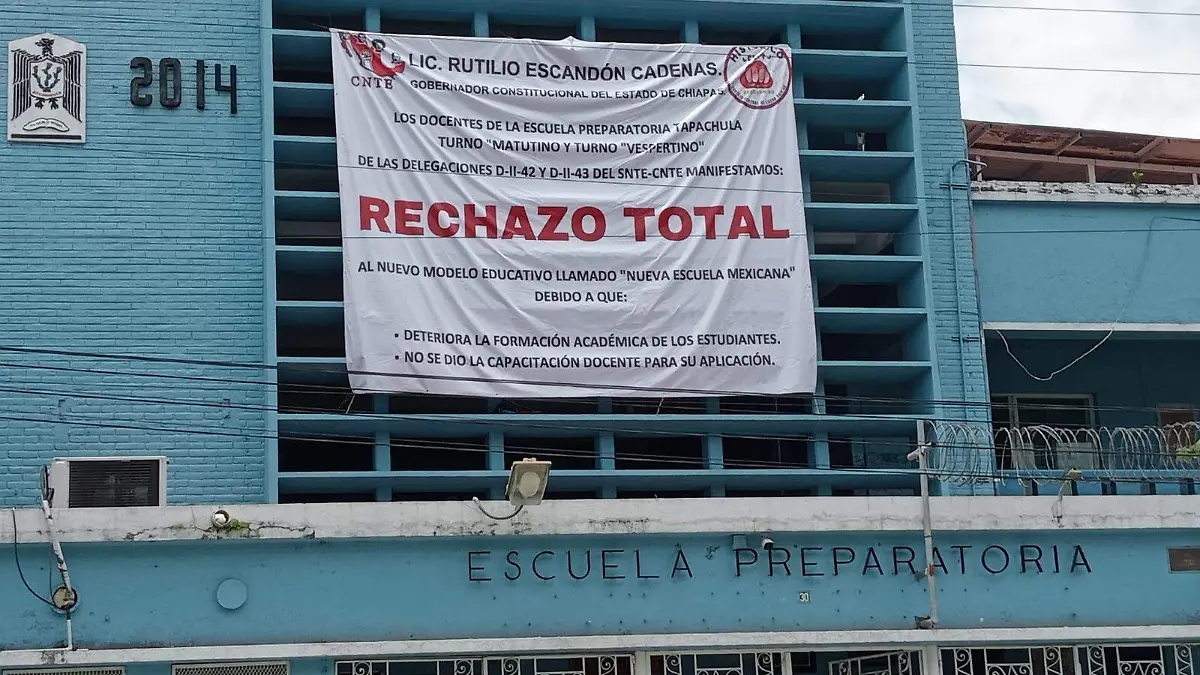 2014
CNTE
LIC. RUTILIO ESCANDÓN CADENAS.
GOBERNADOR CONSTITUCIONAL DEL ESTADO DE CHIAPAS.
LOS DOCENTES DE LA ESCUELA PREPARATORIA TAPACHULA
TURNO "MATUTINO Y TURNO "VESPERTINO"
DE LAS DELEGACIONES D-II-42 Y D-II-43 DEL SNTE-CNTE MANIFESTAMOS:
RECHAZO TOTAL
AL NUEVO MODELO EDUCATIVO LLAMADO "NUEVA ESCUELA MEXICANA"
DEBIDO A QUE:
• DETERIORA LA FORMACIÓN ACADÉMICA DE LOS ESTUDIANTES.
• NO SE DIO LA CAPACITACIÓN DOCENTE PARA SU APLICACIÓN.
ESCUELA PREPARATORIA
30